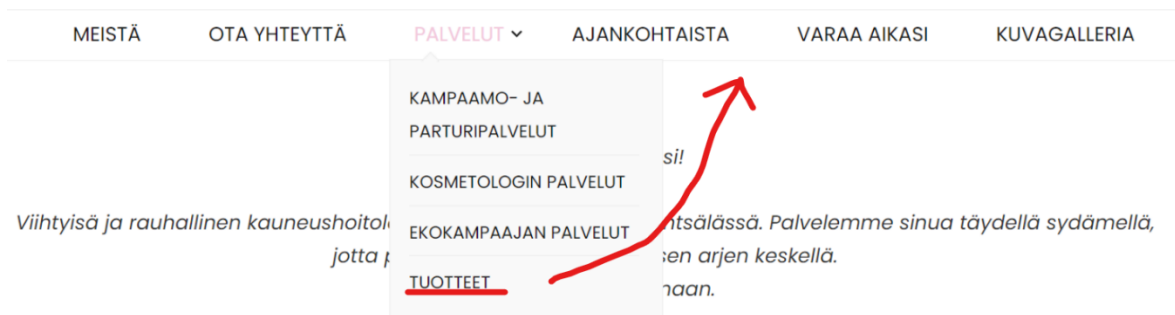 MEISTÄ OTA YHTEYTTÄ PALVELUT AJANKOHTAISTA VARAA AIKASI KUVAGALLERIA
KAMPAAMO- JA
PARTURIPALVELUT
si!
KOSMETOLOGIN PALVELUT
Viihtyisä ja rauhallinen kauneushoitol ntsälässä. Palvelemme sinua täydellä sydämellä,
EKOKAMPAAJAN PALVELUT
jotta sen arjen keskellä.
TUOTTEET
maan.